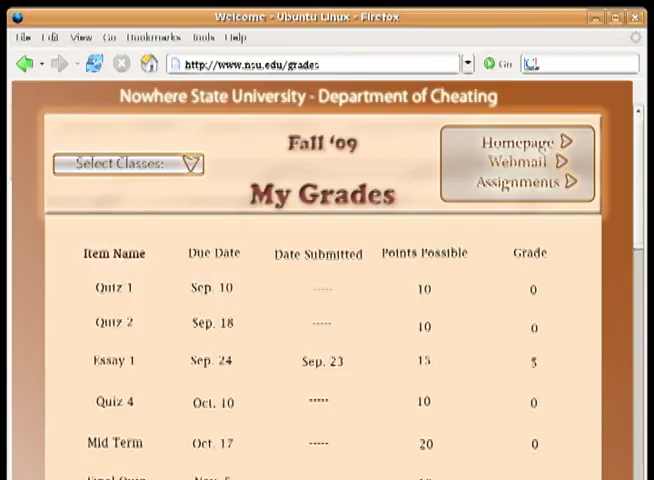 Welcome - Ubuntu Linux - Firefox
File Edit View Go Bookmarks Tools Help
http://www.nsu.edu/grades Go
Nowhere State University - Department of Cheating
Fall '09
Select Classes:
My Grades
Homepage
Webmail
Assignments
Item Name Due Date Date Submitted Points Possible Grade
Quiz 1 Sep. 10 ----- 10 0
Quiz 2 Sep. 18 ----- 10 0
Essay 1 Sep. 24 Sep. 23 15 5
Quiz 4 Oct. 10 ----- 10 0
Mid Term Oct. 17 ----- 20 0